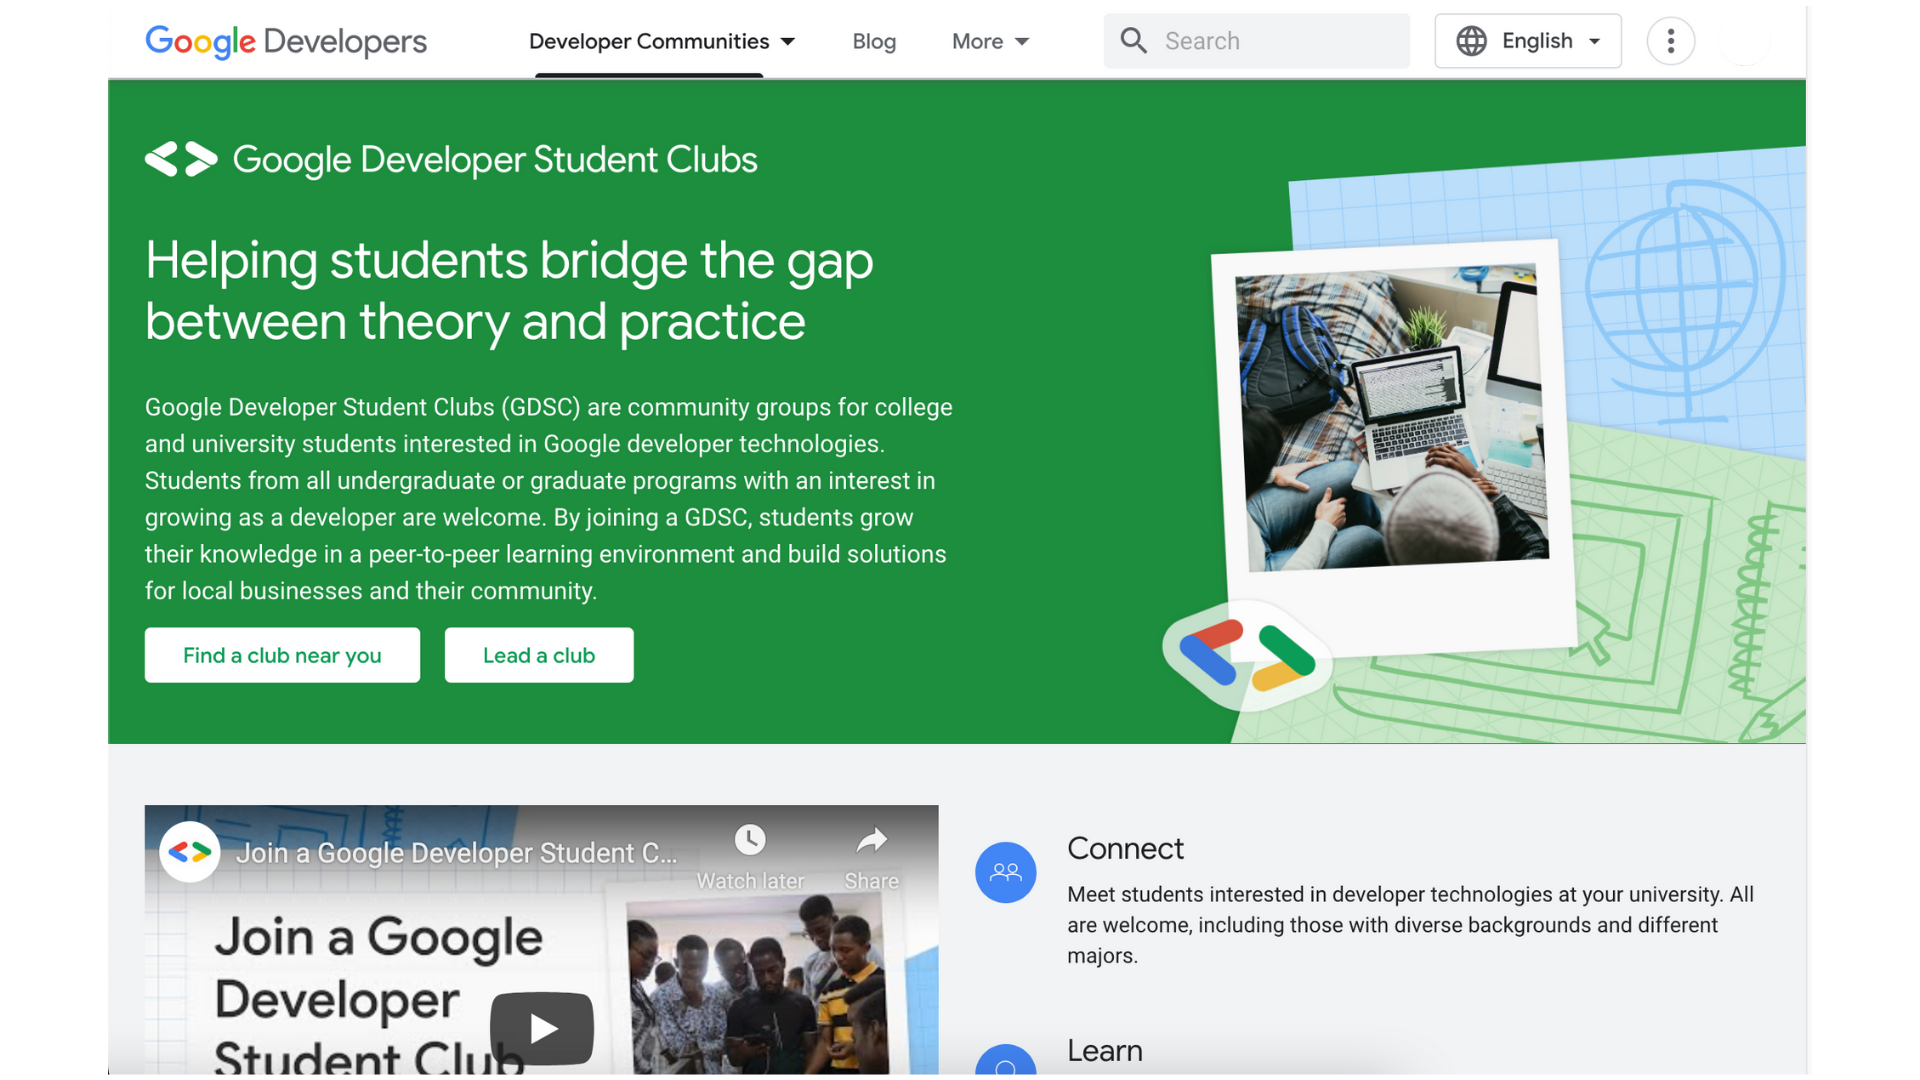 Google Developers
Developer Communities
Blog
More
Search
English
Google Developer Student Clubs
Helping students bridge the gap
between theory and practice
Google Developer Student Clubs (GDSC) are community groups for college
and university students interested in Google developer technologies.
Students from all undergraduate or graduate programs with an interest in
growing as a developer are welcome. By joining a GDSC, students grow
their knowledge in a peer-to-peer learning environment and build solutions
for local businesses and their community.
Find a club near you
Lead a club
Join a Google Developer Student C...
Watch later
Share
Join a Google
Developer
Student Club
Connect
Meet students interested in developer technologies at your university. All
are welcome, including those with diverse backgrounds and different
majors.
Learn